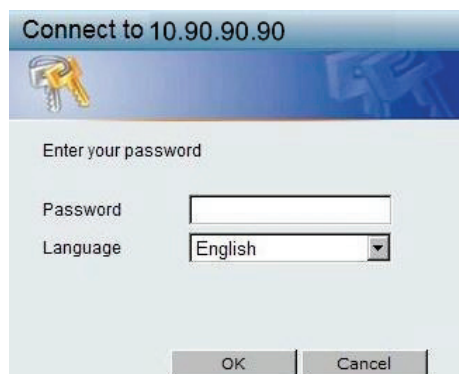 Connect to 10.90.90.90
Enter your password
Password
Language English
OK Cancel